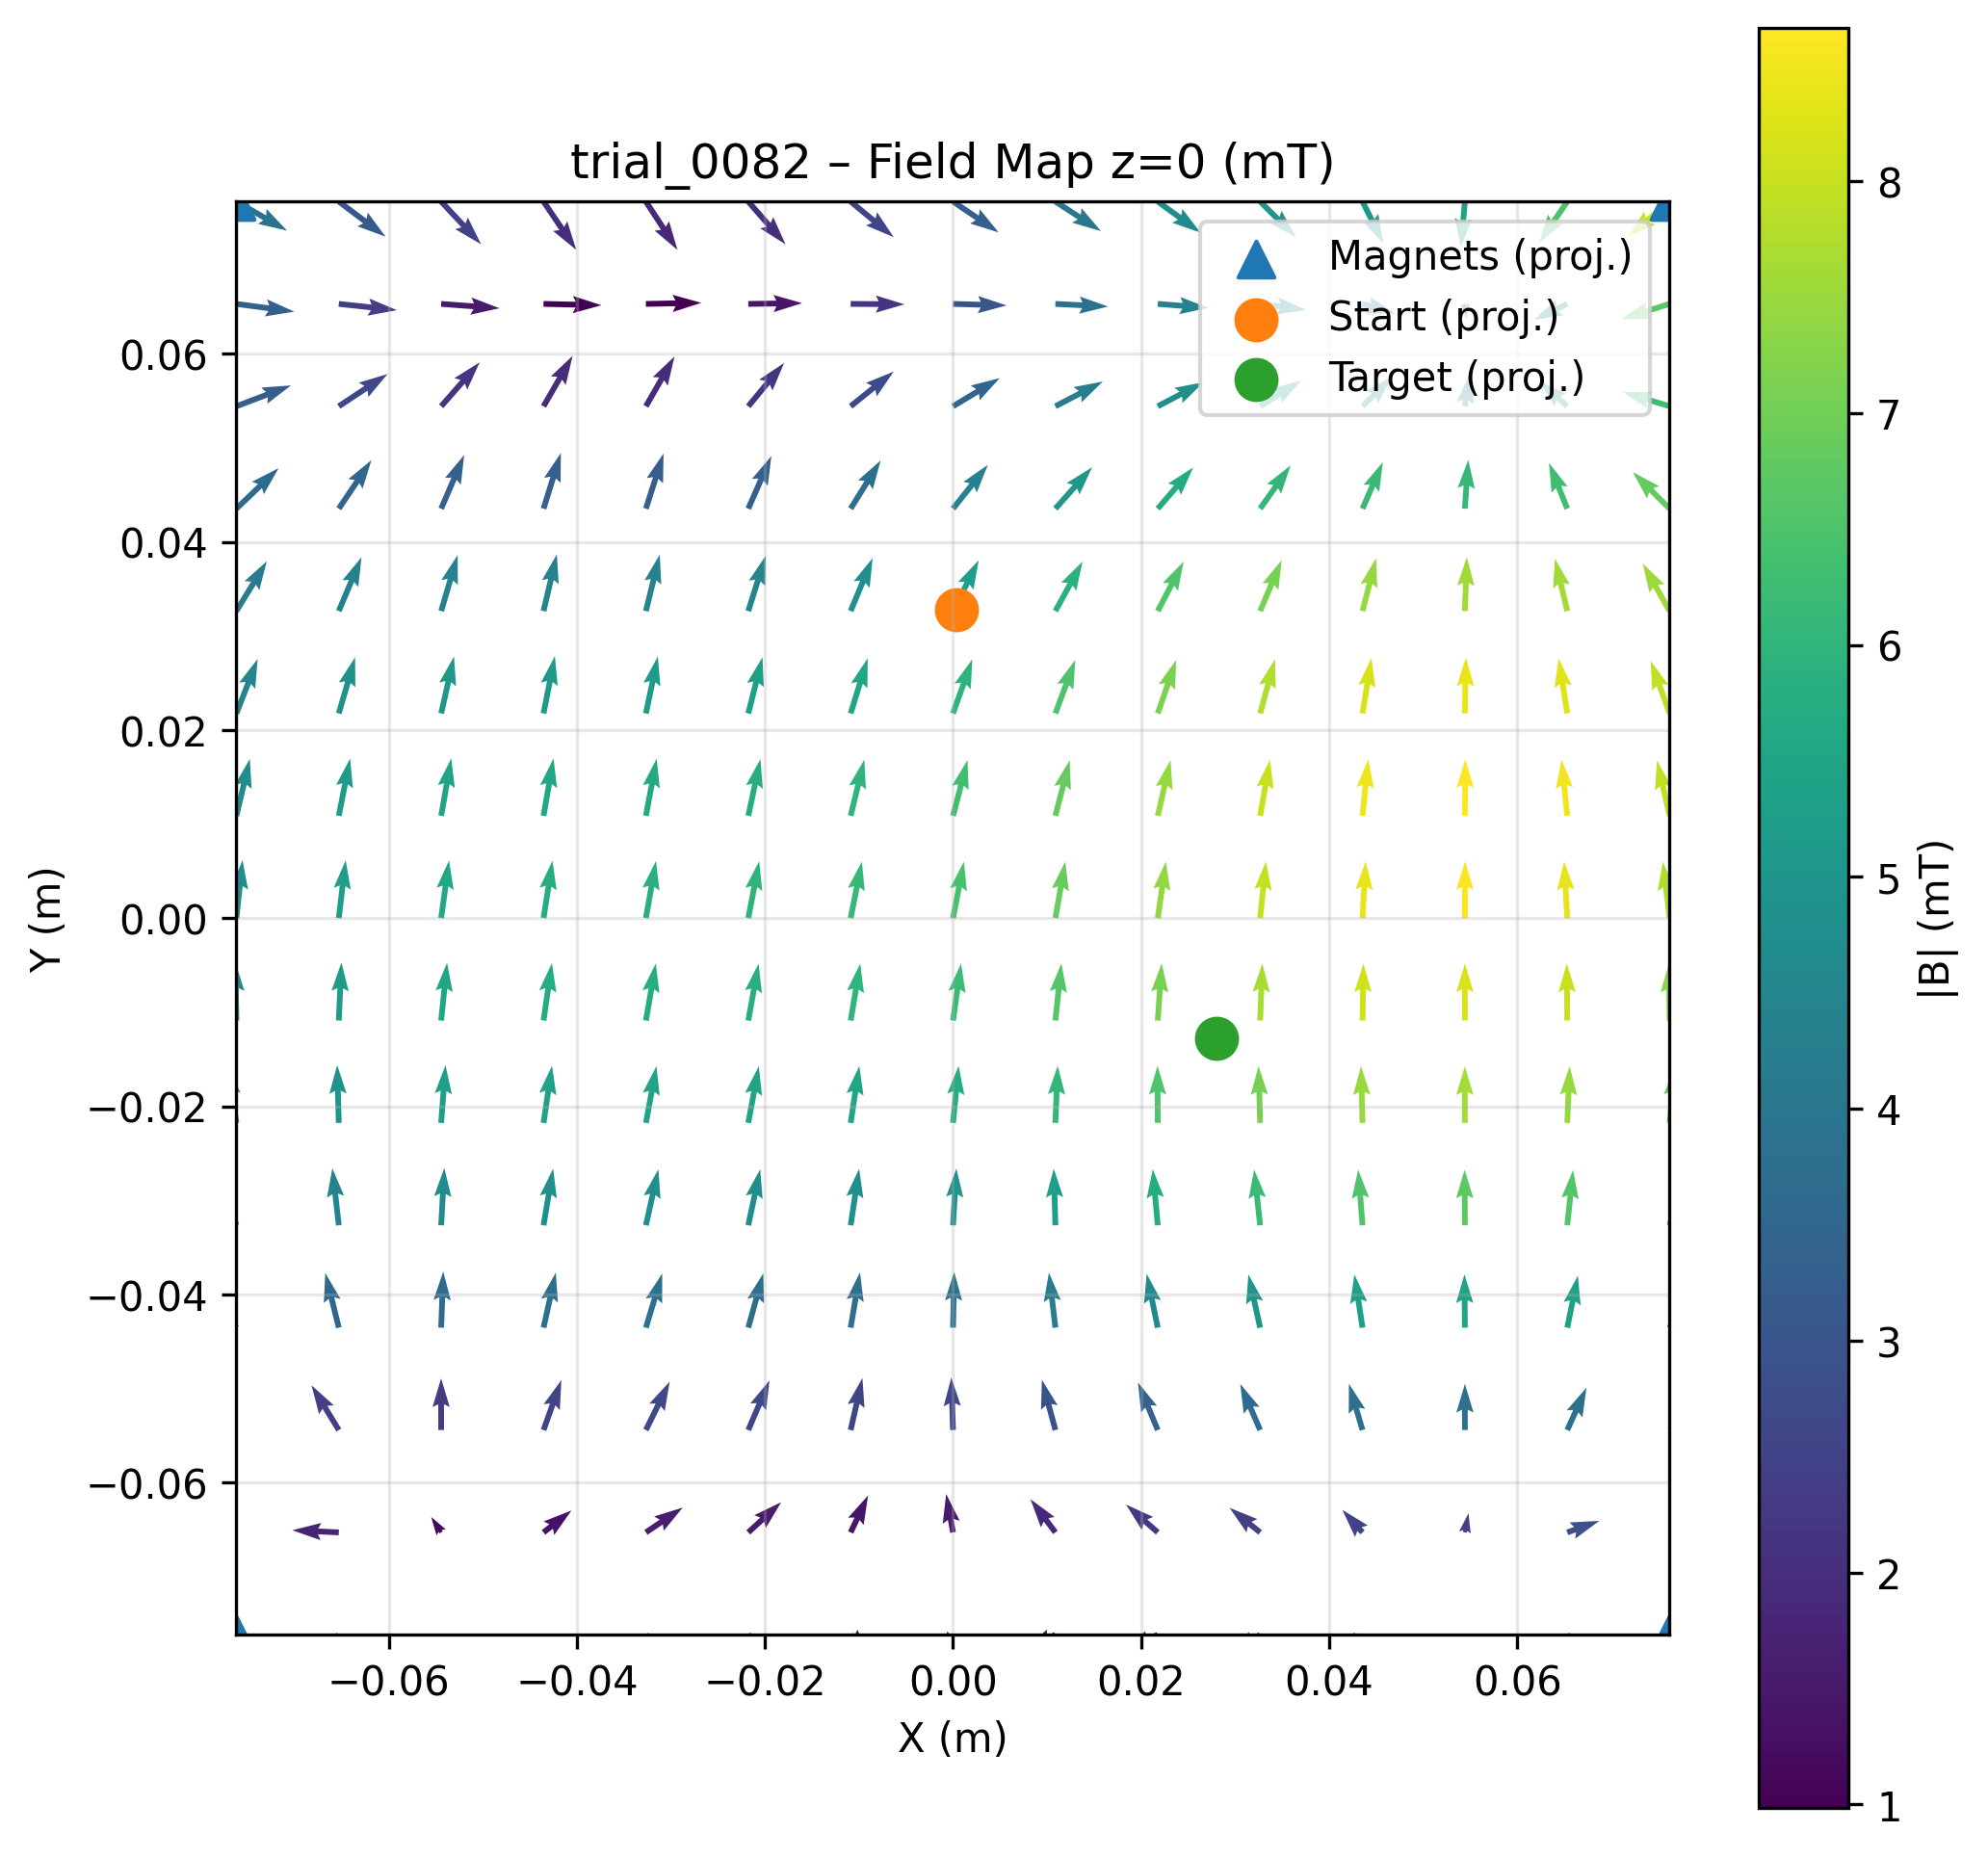 trial_0082 – Field Map z=0 (mT)
Magnets (proj.)
Start (proj.)
Target (proj.)
0.06
0.04
0.02
0.00
−0.02
−0.04
−0.06
Y (m)
−0.06 −0.04 −0.02 0.00 0.02 0.04 0.06
X (m)
8
7
6
5
4
3
2
1
|B| (mT)